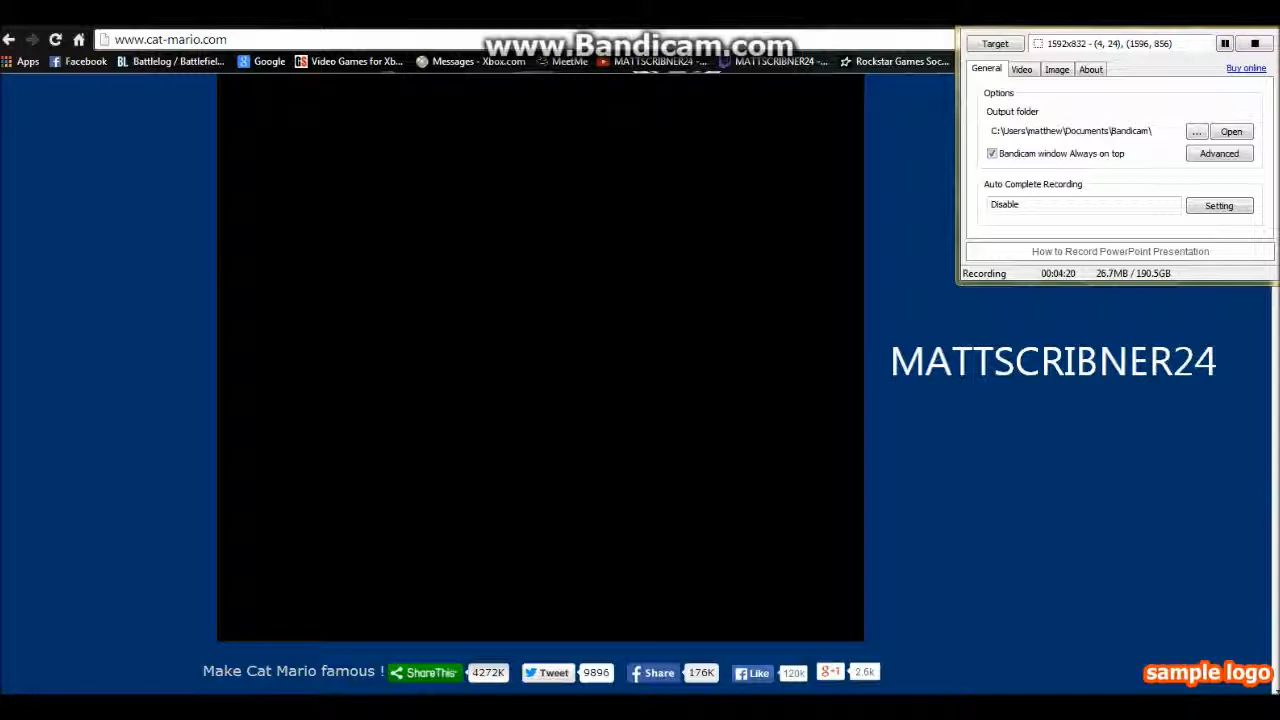 www.cat-mario.com
www.Bandicam.com
Apps Facebook BL Battlelog / Battlefiel... Google Video Games for Xb... Messages - Xbox.com MeetMe MATTSCRIBNER24 -... MATTSCRIBNER24 -... Rockstar Games Soc...
Target 1592x832 - (4, 24), (1596, 856)
General Video Image About Buy online
Options
Output folder
C:\Users\matthew\Documents\Bandicam\ ... Open
Bandicam window Always on top Advanced
Auto Complete Recording
Disable Setting
How to Record PowerPoint Presentation
Recording 00:04:20 26.7MB / 190.5GB
MATTSCRIBNER24
Make Cat Mario famous ! ShareThis 4272K Tweet 9896 Share 176K Like 120k g+1 2.6k
sample logo